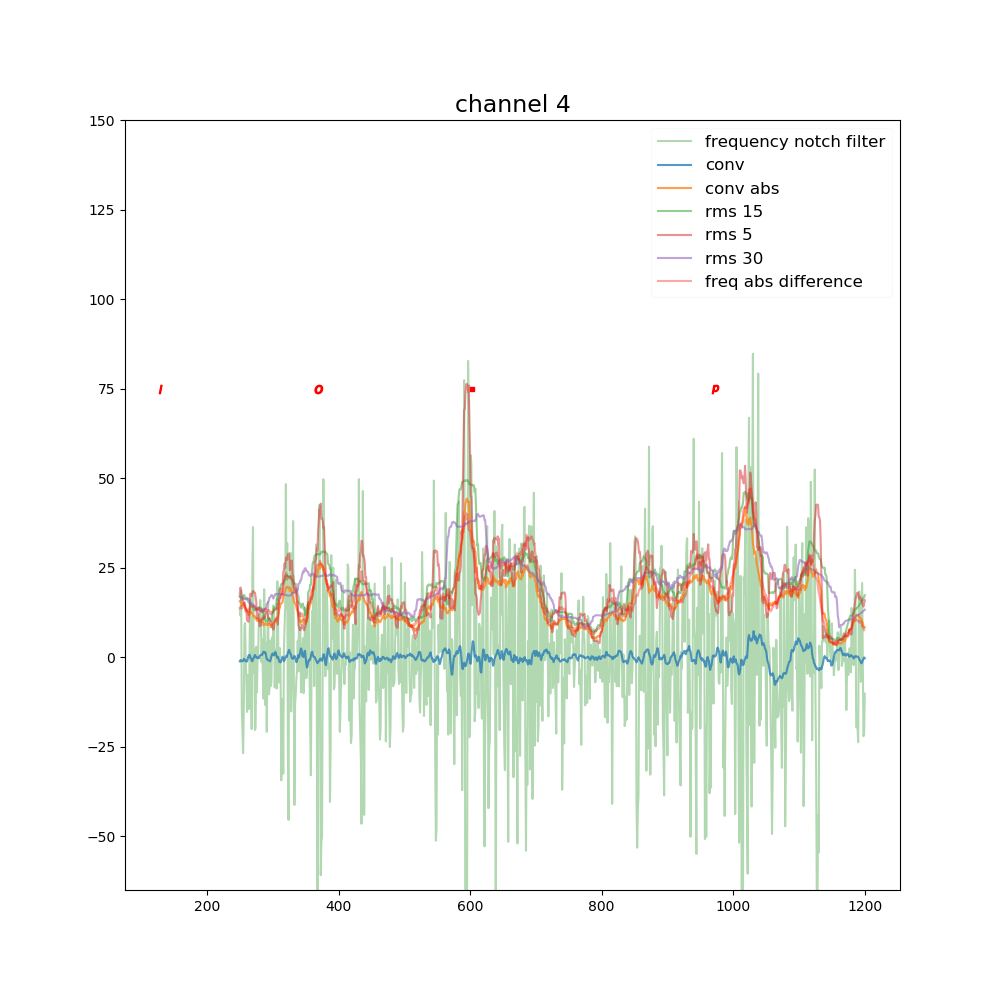 channel 4
150
125
100
75
50
25
0
−25
−50
200
400
600
800
1000
1200
frequency notch filter
conv
conv abs
rms 15
rms 5
rms 30
freq abs difference
I
O
P